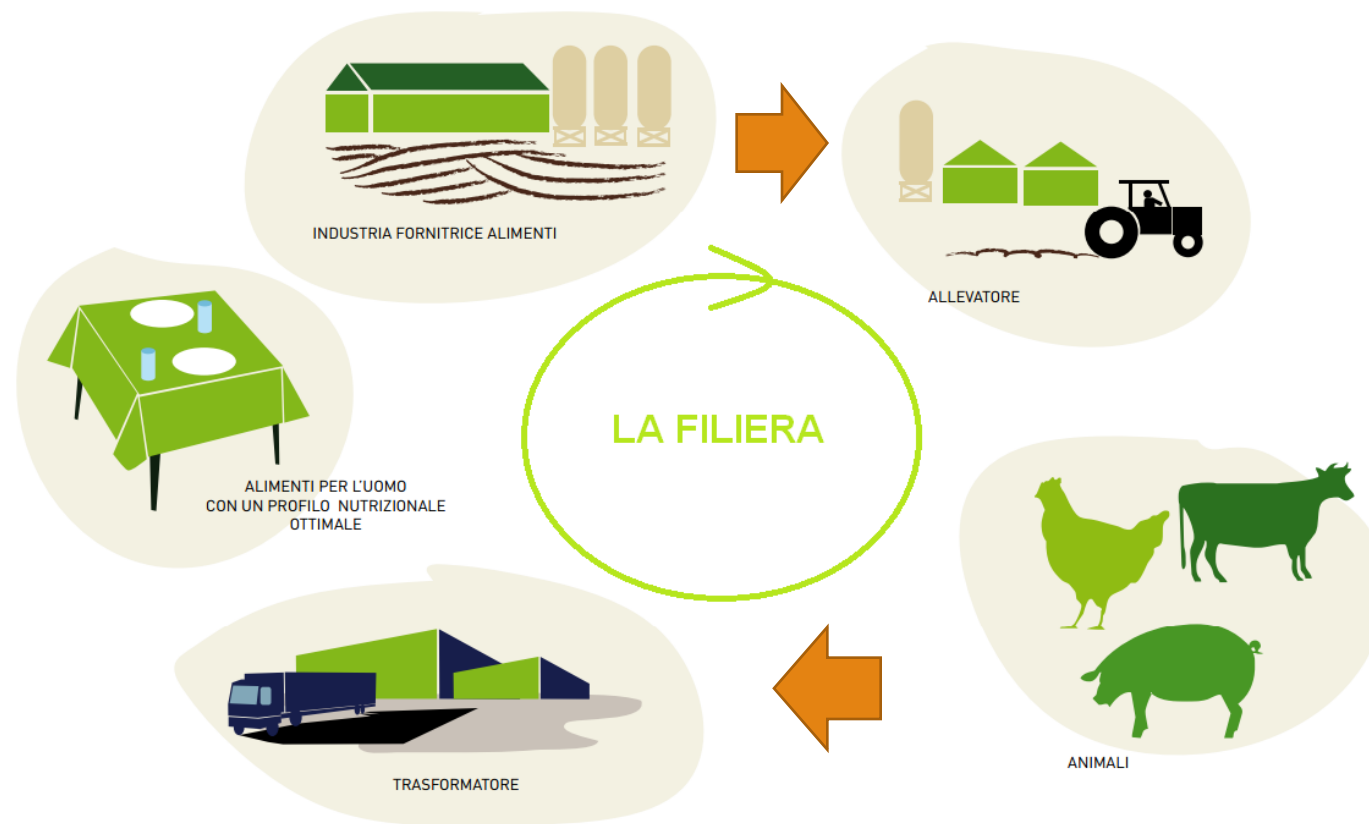 INDUSTRIA FORNITRICE ALIMENTI
ALLEVATORE
LA FILIERA
ALIMENTI PER L'UOMO
CON UN PROFILO NUTRIZIONALE
OTTIMALE
ANIMALI
TRASFORMATORE